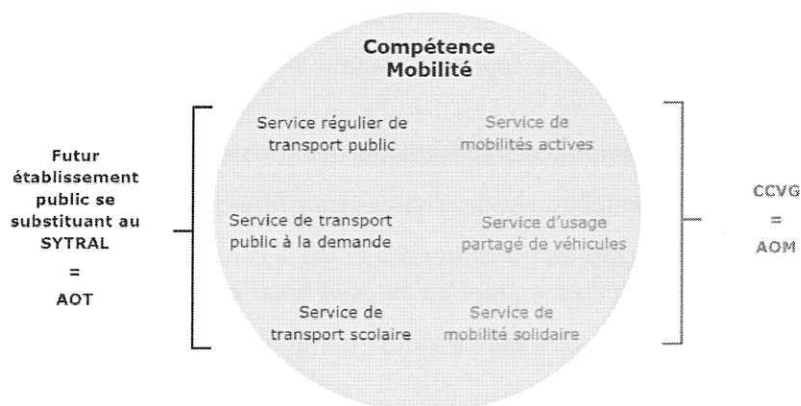 Compétence
Mobilité
Futur
établissement
public se
substituant au
SYTRAL
=
AOT
Service régulier de
transport public
Service de transport
public à la demande
Service de
transport scolaire
Service de
mobilités actives
Service d'usage
partagé de véhicules
Service de
mobilité solidaire
CCVG
=
AOM